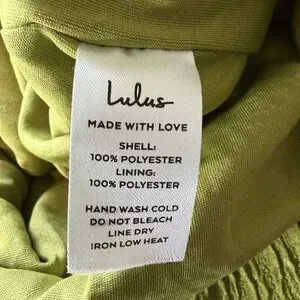 Lulus
MADE WITH LOVE
SHELL:
100% POLYESTER
LINING:
100% POLYESTER
HAND WASH COLD
DO NOT BLEACH
LINE DRY
IRON LOW HEAT